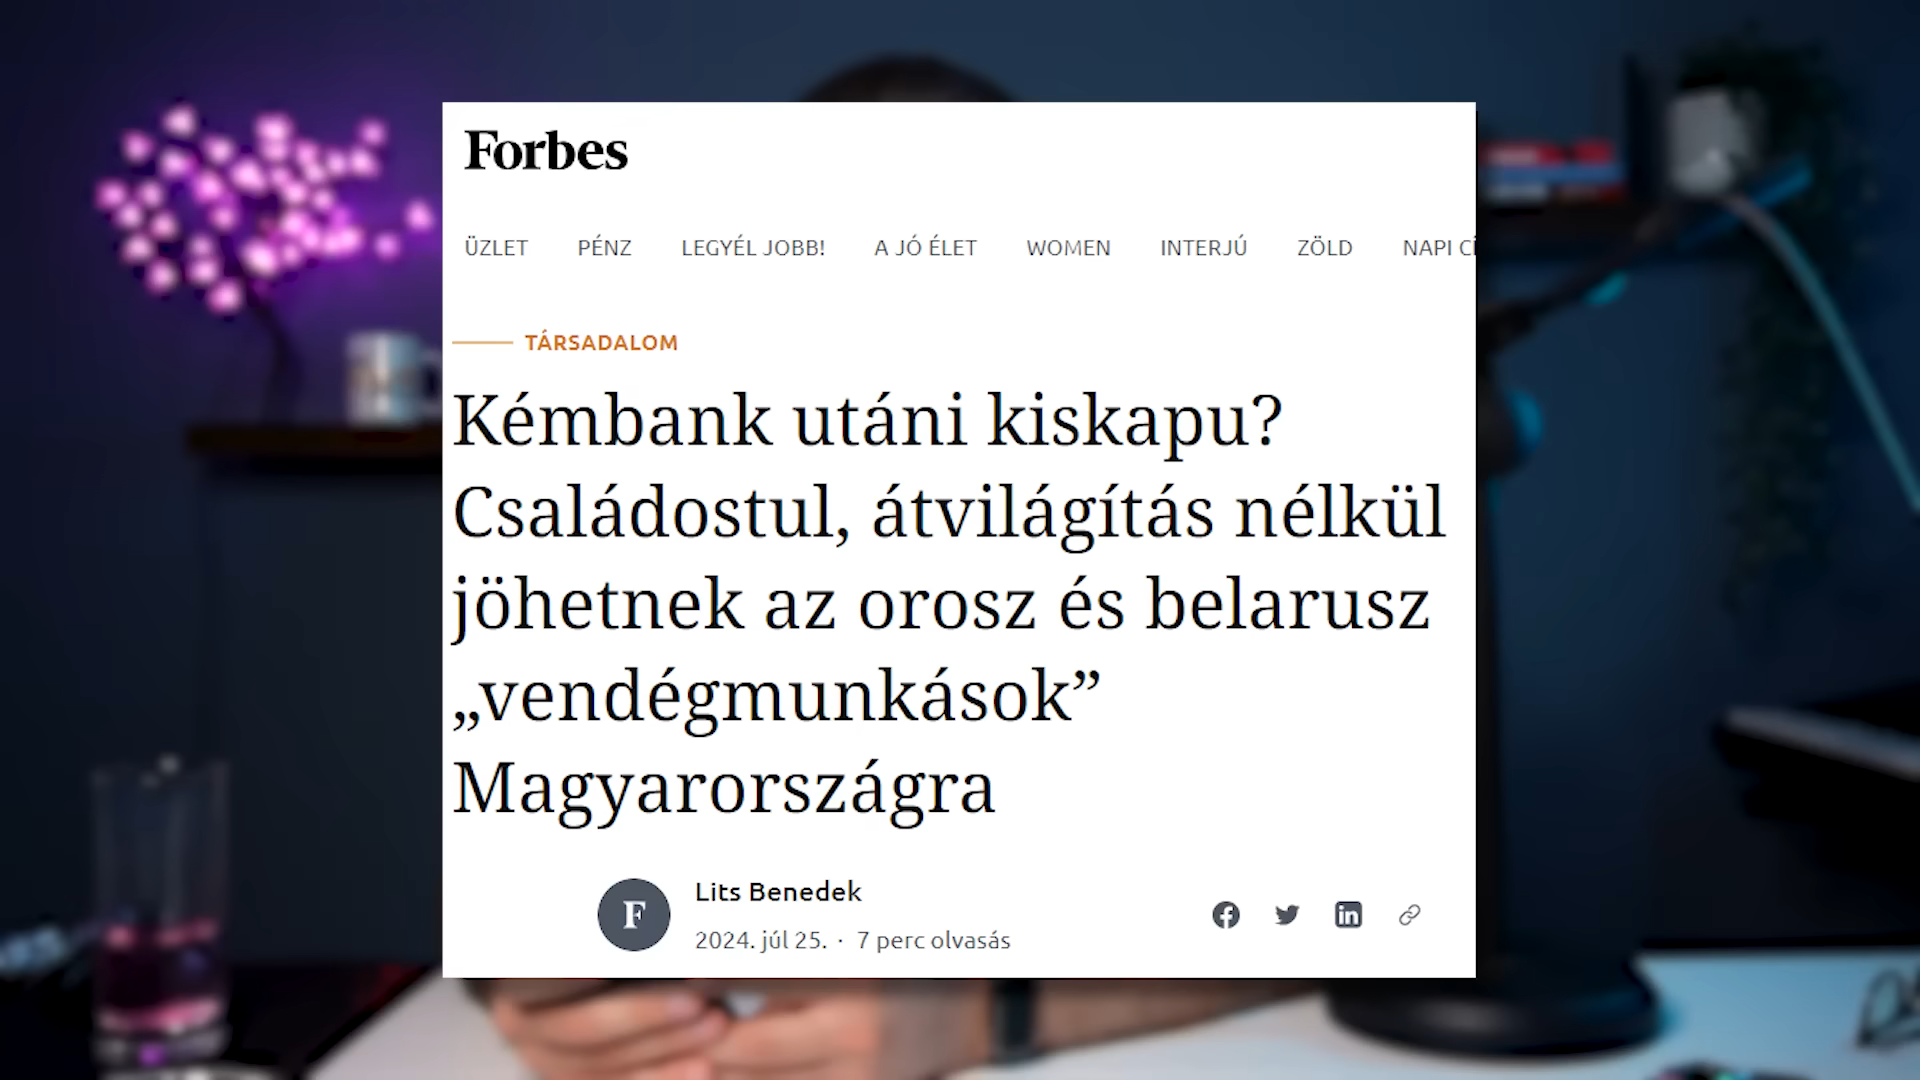 Forbes
ÜZLET PÉNZ LEGYÉL JOBB! A JÓ ÉLET WOMEN INTERJÚ ZÖLD NAPI
TÁRSADALOM
Kémbank utáni kiskapu?
Családostul, átvilágítás nélkül
jöhetnek az orosz és belarusz
„vendégmunkások”
Magyarországra
F
Lits Benedek
2024. júl 25. · 7 perc olvasás